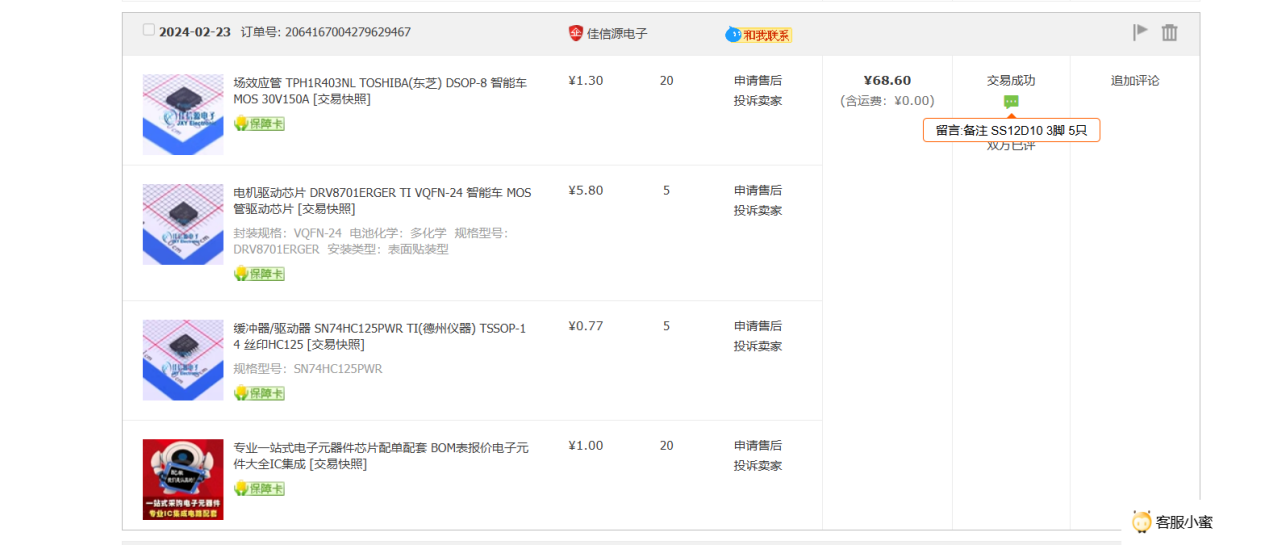 2024-02-23 订单号: 2064167004279629467
佳信源电子
和我联系
场效应管 TPH1R403NL TOSHIBA(东芝) DSOP-8 智能车
MOS 30V150A [交易快照]
保障卡
¥1.30
20
申请售后
投诉卖家
¥68.60
(含运费: ¥0.00)
交易成功
留言:备注 SS12D10 3脚 5只
双方已评
追加评论
电机驱动芯片 DRV8701ERGER TI VQFN-24 智能车 MOS
管驱动芯片 [交易快照]
封装规格: VQFN-24 电池化学: 多化学 规格型号:
DRV8701ERGER 安装类型: 表面贴装型
保障卡
¥5.80
5
申请售后
投诉卖家
缓冲器/驱动器 SN74HC125PWR TI(德州仪器) TSSOP-1
4 丝印HC125 [交易快照]
规格型号: SN74HC125PWR
保障卡
¥0.77
5
申请售后
投诉卖家
一站式采购电子元器件
专业IC集成电路配套
专业一站式电子元器件芯片配单配套 BOM表报价电子元
件大全IC集成 [交易快照]
保障卡
¥1.00
20
申请售后
投诉卖家
客服小蜜